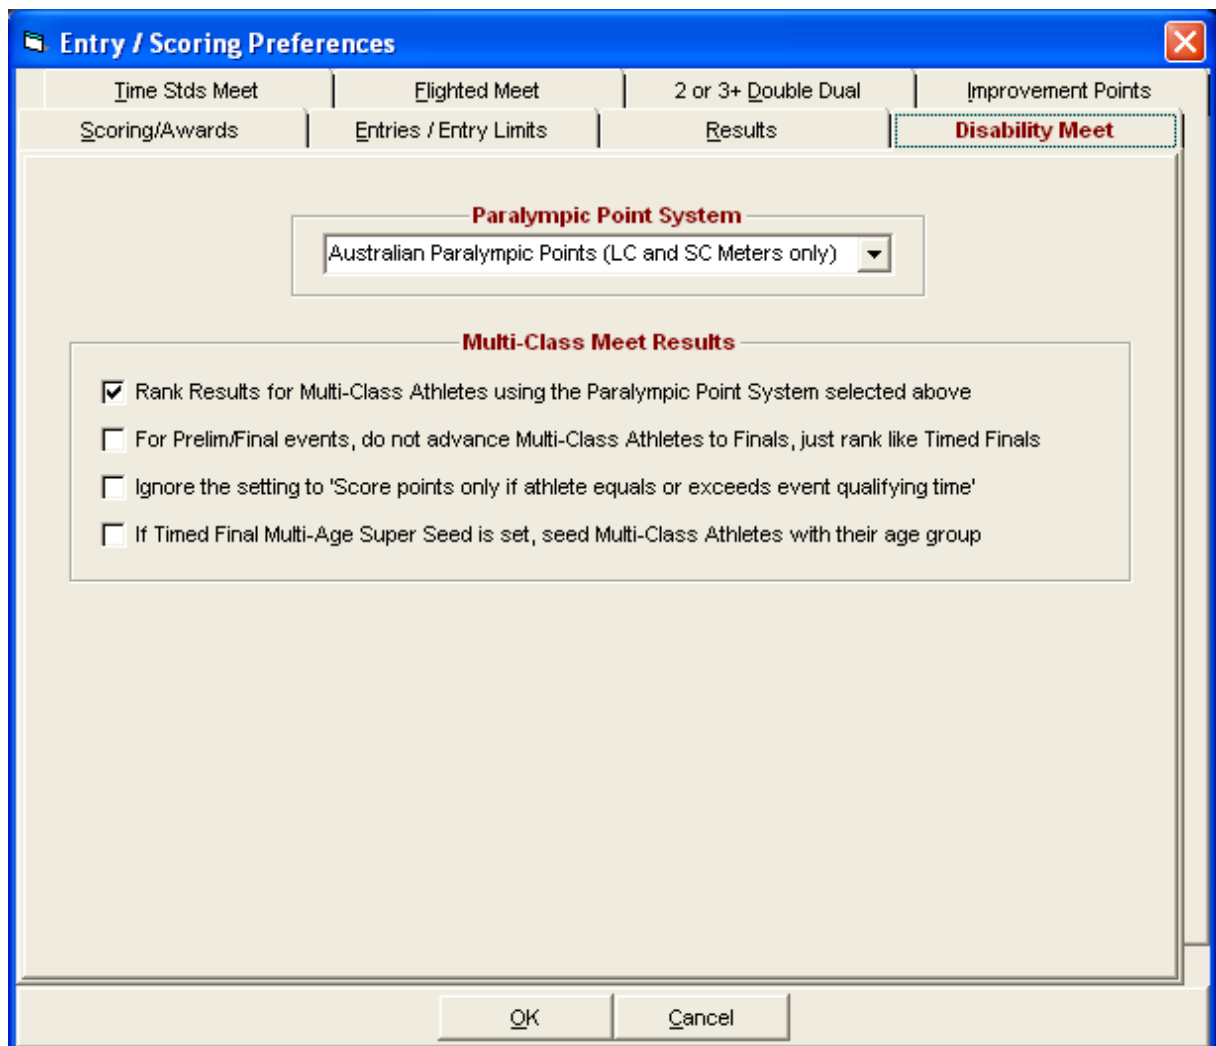 Entry / Scoring Preferences
Time Stds Meet
Flighted Meet
2 or 3+ Double Dual
Improvement Points
Scoring/Awards
Entries / Entry Limits
Results
Disability Meet
Paralympic Point System
Australian Paralympic Points (LC and SC Meters only)
Multi-Class Meet Results
Rank Results for Multi-Class Athletes using the Paralympic Point System selected above
For Prelim/Final events, do not advance Multi-Class Athletes to Finals, just rank like Timed Finals
Ignore the setting to 'Score points only if athlete equals or exceeds event qualifying time'
If Timed Final Multi-Age Super Seed is set, seed Multi-Class Athletes with their age group
OK
Cancel